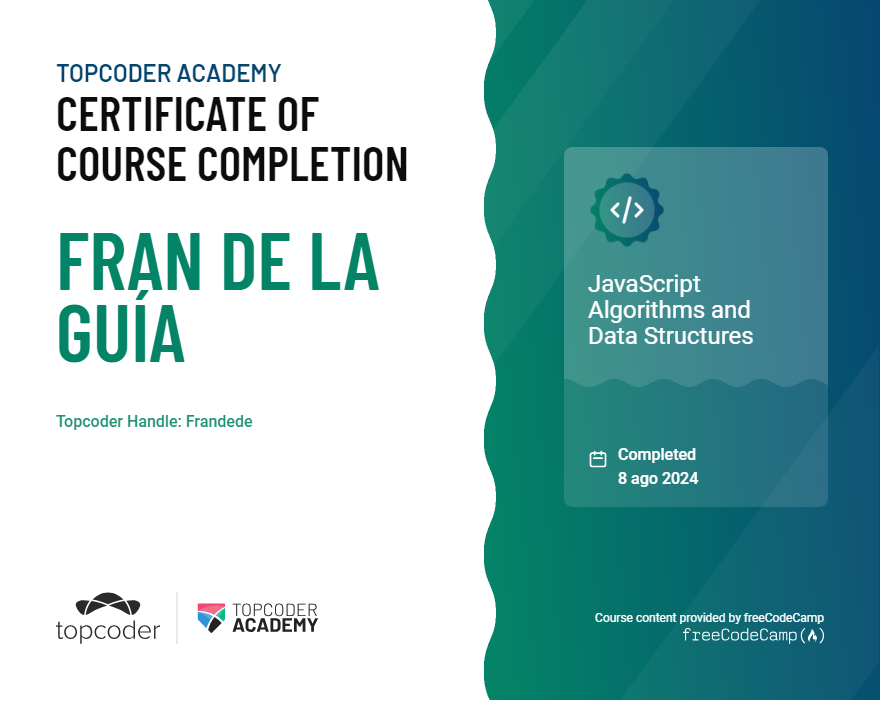 TOPCODER ACADEMY
CERTIFICATE OF
COURSE COMPLETION
FRAN DE LA
GUÍA
Topcoder Handle: Frandede
topcoder
TOPCODER
ACADEMY
</>
JavaScript
Algorithms and
Data Structures
Completed
8 ago 2024
Course content provided by freeCodeCamp
freeCodeCamp